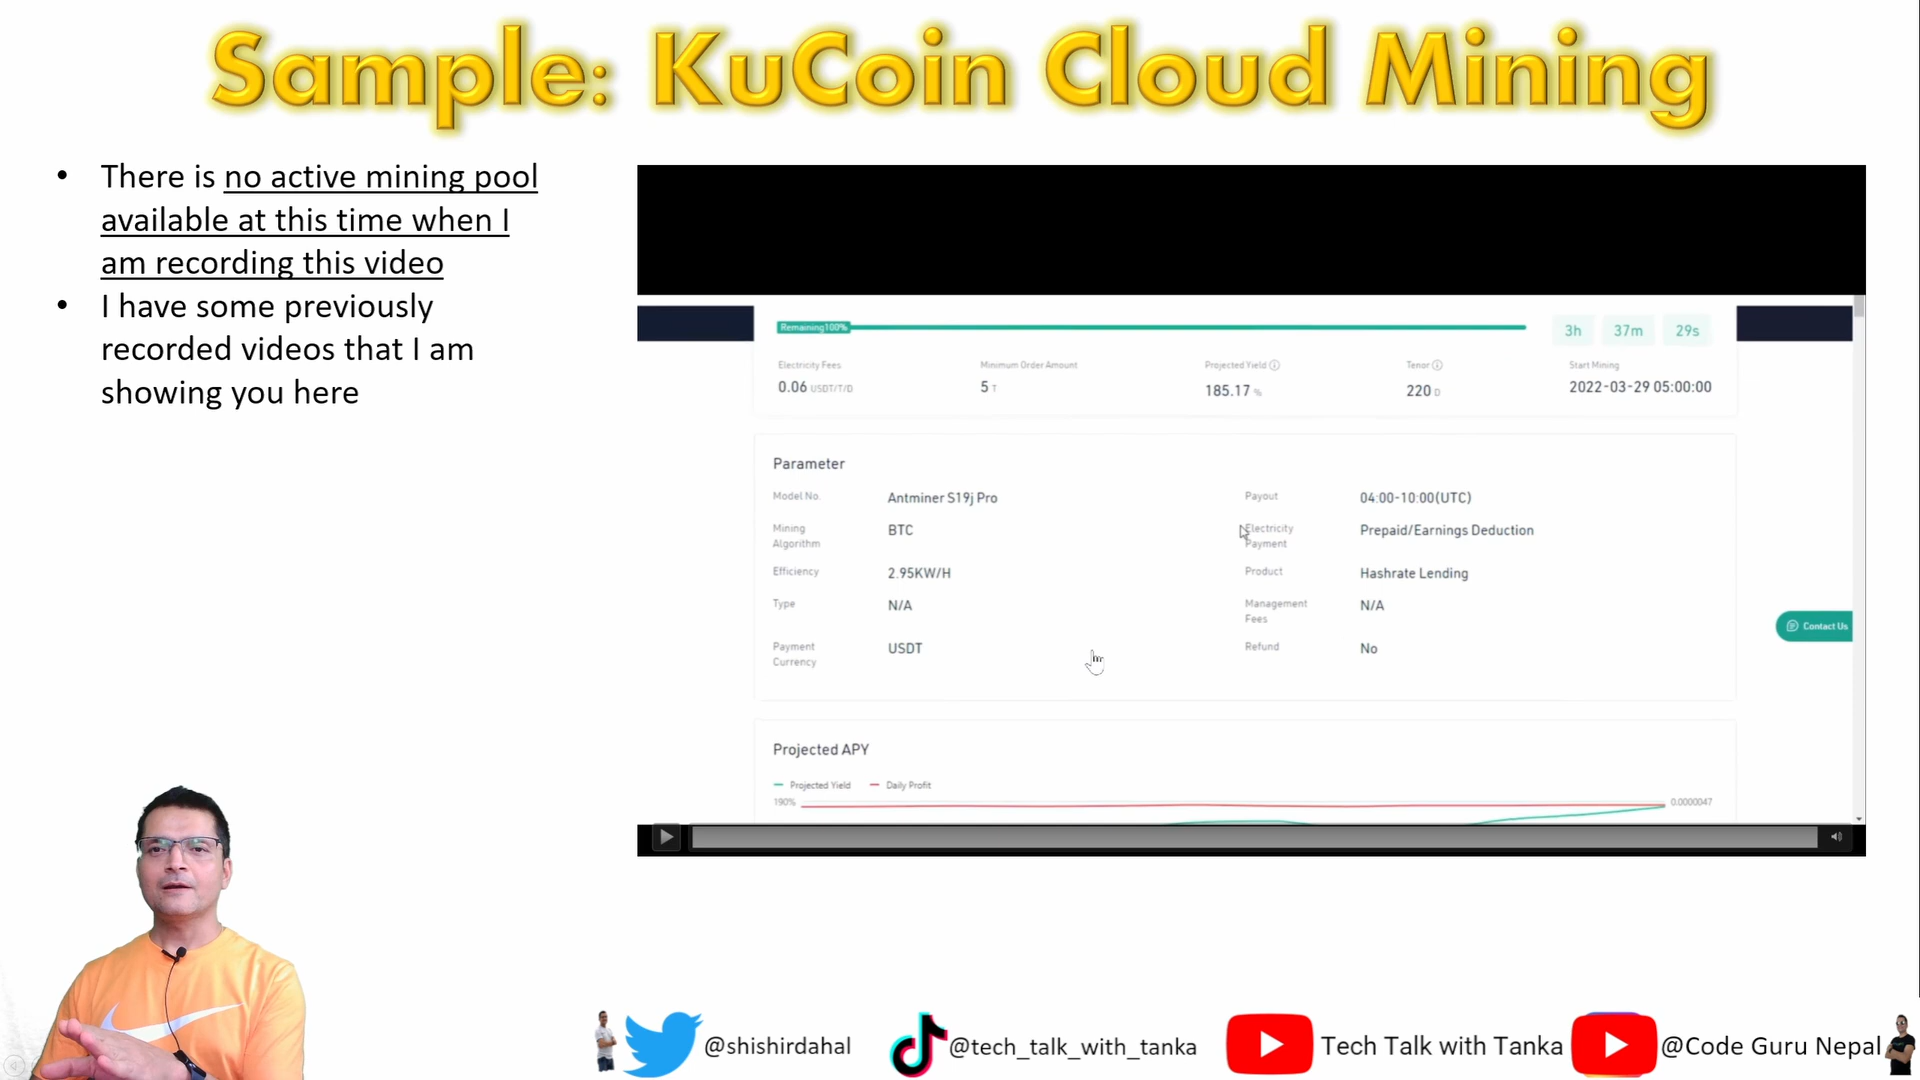 Sample: KuCoin Cloud Mining
• There is no active mining pool
available at this time when I
am recording this video
• I have some previously
recorded videos that I am
showing you here
Remaining100%
3h 37m 29s
Electricity Fees
0.06 USDT/T/D
Minimum Order Amount
5 T
Projected Yield
185.17 %
Tenor
220 D
Start Mining
2022-03-29 05:00:00
Parameter
Model No. Antminer S19j Pro
Payout 04:00-10:00(UTC)
Mining
Algorithm
BTC
Electricity
Payment
Prepaid/Earnings Deduction
Efficiency 2.95KW/H
Product Hashrate Lending
Type N/A
Management
Fees
N/A
Payment
Currency
USDT
Refund No
Contact Us
Projected APY
Projected Yield Daily Profit
190% 0.0000047
@shishirdahal @tech_talk_with_tanka Tech Talk with Tanka @Code Guru Nepal